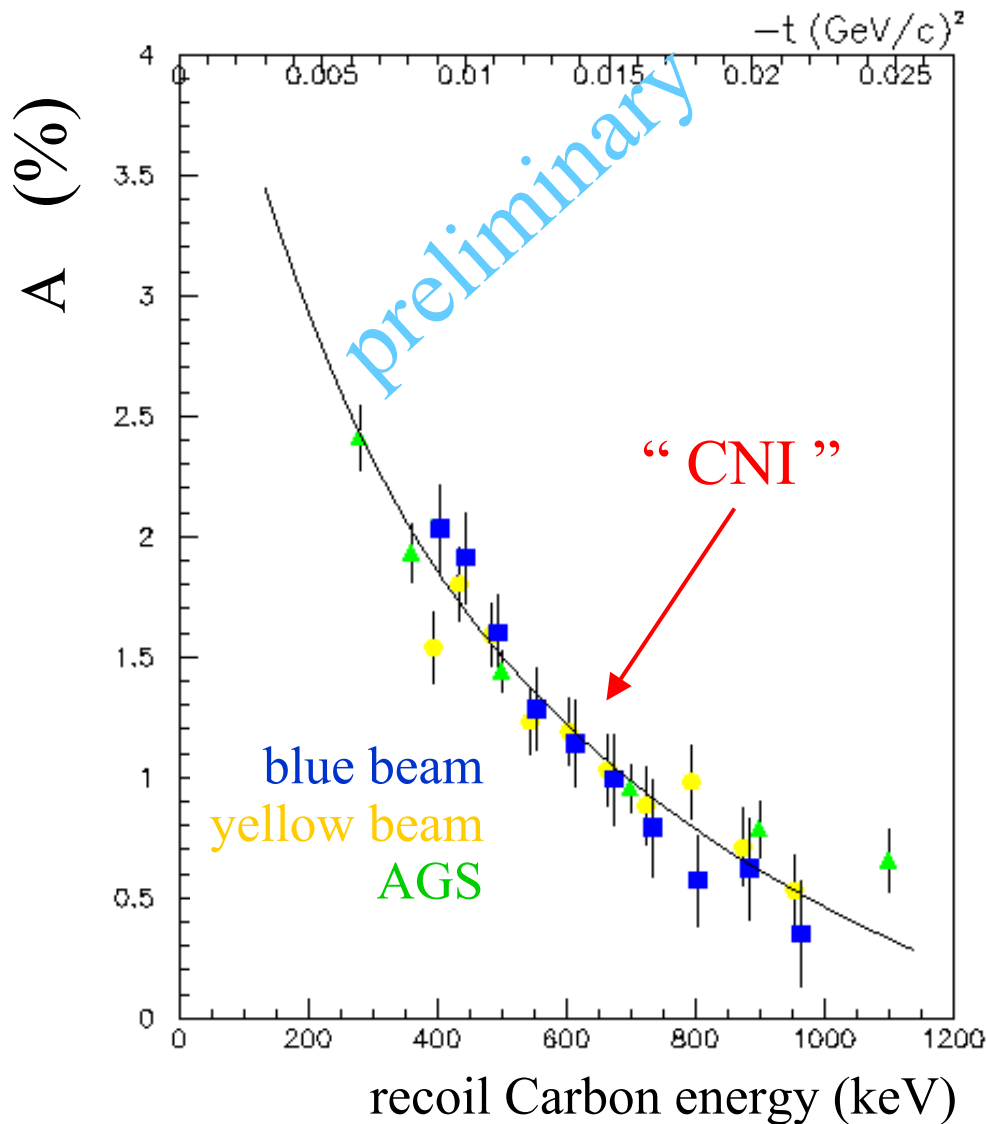 −t (GeV/c)²
4
0 0.005 0.01 0.015 0.02 0.025
preliminary
A (%)
3.5
3
2.5
“ CNI ”
2
1.5
blue beam
1
yellow beam
AGS
0.5
0
0 200 400 600 800 1000 1200
recoil Carbon energy (keV)